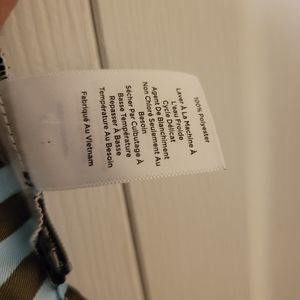 100% Polyester
Laver À La Machine À
L'eau Froide
Cycle Délicat
Agent De Blanchiment
Non Chloré Seulement Au
Besoin
Sécher Par Culbutage À
Basse Température
Repasser À Basse
Température Au Besoin
Fabriqué Au Vietnam